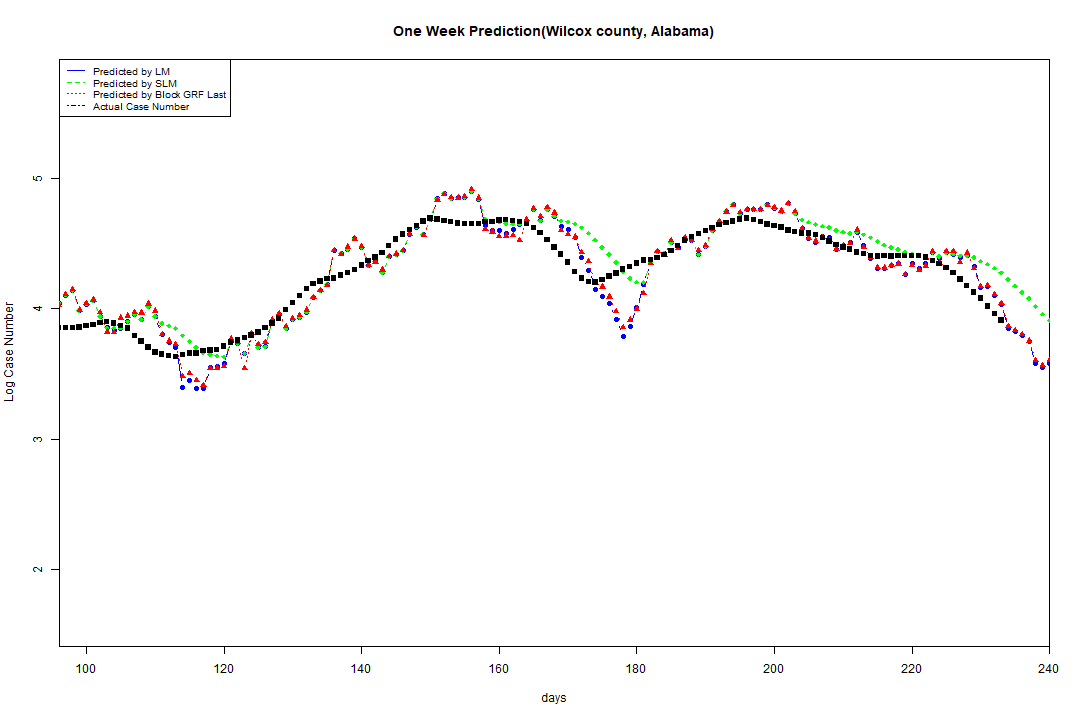 One Week Prediction(Wilcox county, Alabama)
Predicted by LM
Predicted by SLM
Predicted by Block GRF Last
Actual Case Number
Log Case Number
5
4
3
2
100 120 140 160 180 200 220 240
days